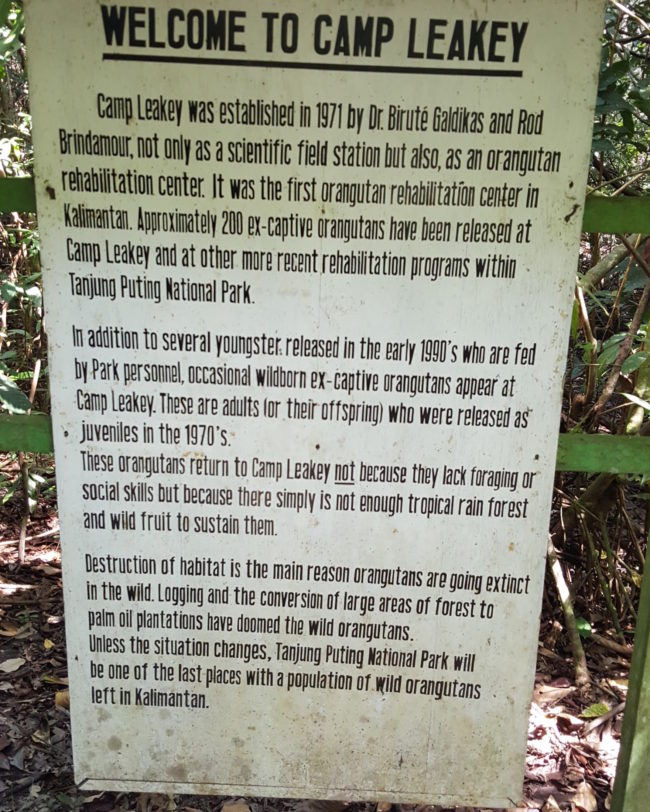 WELCOME TO CAMP LEAKEY
Camp Leakey was established in 1971 by Dr. Biruté Galdikas and Rod
Brindamour, not only as a scientific field station but also, as an orangutan
rehabilitation center. It was the first orangutan rehabilitation center in
Kalimantan. Approximately 200 ex-captive orangutans have been released at
Camp Leakey and at other more recent rehabilitation programs within
Tanjung Puting National Park.
In addition to several youngster. released in the early 1990's who are fed
by Park personnel, occasional wildborn ex-captive orangutans appear at
Camp Leakey. These are adults (or their offspring) who were released as
juveniles in the 1970's.
These orangutans return to Camp Leakey not because they lack foraging or
social skills but because there simply is not enough tropical rain forest
and wild fruit to sustain them.
Destruction of habitat is the main reason orangutans are going extinct
in the wild. Logging and the conversion of large areas of forest to
palm oil plantations have doomed the wild orangutans.
Unless the situation changes, Tanjung Puting National Park will
be one of the last places with a population of wild orangutans
left in Kalimantan.